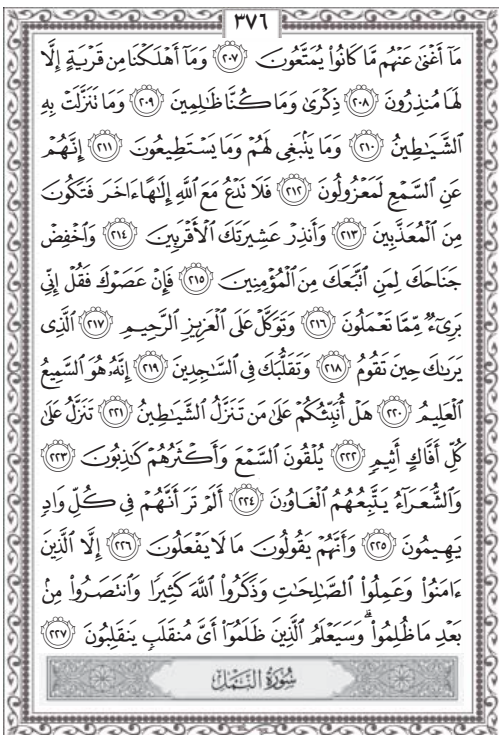 ٣٧٦
مَآ أَغْنَىٰ عَنْهُم مَّا كَانُوا۟ يُمَتَّعُونَ ﴿٢٠٧﴾ وَمَآ أَهْلَكْنَا مِن قَرْيَةٍ إِلَّا
لَهَا مُنذِرُونَ ﴿٢٠٨﴾ ذِكْرَىٰ وَمَا كُنَّا ظَٰلِمِينَ ﴿٢٠٩﴾ وَمَا تَنَزَّلَتْ بِهِ
ٱلشَّيَٰطِينُ ﴿٢١٠﴾ وَمَا يَنۢبَغِى لَهُمْ وَمَا يَسْتَطِيعُونَ ﴿٢١١﴾ إِنَّهُمْ
عَنِ ٱلسَّمْعِ لَمَعْزُولُونَ ﴿٢١٢﴾ فَلَا تَدْعُ مَعَ ٱللَّهِ إِلَٰهًا ءَاخَرَ فَتَكُونَ
مِنَ ٱلْمُعَذَّبِينَ ﴿٢١٣﴾ وَأَنذِرْ عَشِيرَتَكَ ٱلْأَقْرَبِينَ ﴿٢١٤﴾ وَٱخْفِضْ
جَنَاحَكَ لِمَنِ ٱتَّبَعَكَ مِنَ ٱلْمُؤْمِنِينَ ﴿٢١٥﴾ فَإِنْ عَصَوْكَ فَقُلْ إِنِّى
بَرِىٓءٌ مِّمَّا تَعْمَلُونَ ﴿٢١٦﴾ وَتَوَكَّلْ عَلَى ٱلْعَزِيزِ ٱلرَّحِيمِ ﴿٢١٧﴾ ٱلَّذِى
يَرَىٰكَ حِينَ تَقُومُ ﴿٢١٨﴾ وَتَقَلُّبَكَ فِى ٱلسَّٰجِدِينَ ﴿٢١٩﴾ إِنَّهُۥ هُوَ ٱلسَّمِيعُ
ٱلْعَلِيمُ ﴿٢٢٠﴾ هَلْ أُنَبِّئُكُمْ عَلَىٰ مَن تَنَزَّلُ ٱلشَّيَٰطِينُ ﴿٢٢١﴾ تَنَزَّلُ عَلَىٰ
كُلِّ أَفَّاكٍ أَثِيمٍ ﴿٢٢٢﴾ يُلْقُونَ ٱلسَّمْعَ وَأَكْثَرُهُمْ كَٰذِبُونَ ﴿٢٢٣﴾
وَٱلشُّعَرَآءُ يَتَّبِعُهُمُ ٱلْغَاوُۥنَ ﴿٢٢٤﴾ أَلَمْ تَرَ أَنَّهُمْ فِى كُلِّ وَادٍ
يَهِيمُونَ ﴿٢٢٥﴾ وَأَنَّهُمْ يَقُولُونَ مَا لَا يَفْعَلُونَ ﴿٢٢٦﴾ إِلَّا ٱلَّذِينَ
ءَامَنُوا۟ وَعَمِلُوا۟ ٱلصَّٰلِحَٰتِ وَذَكَرُوا۟ ٱللَّهَ كَثِيرًا وَٱنتَصَرُوا۟ مِنۢ
بَعْدِ مَا ظُلِمُوا۟ ۗ وَسَيَعْلَمُ ٱلَّذِينَ ظَلَمُوٓا۟ أَىَّ مُنقَلَبٍ يَنقَلِبُونَ ﴿٢٢٧﴾
سُورَةُ النَّمْلِ